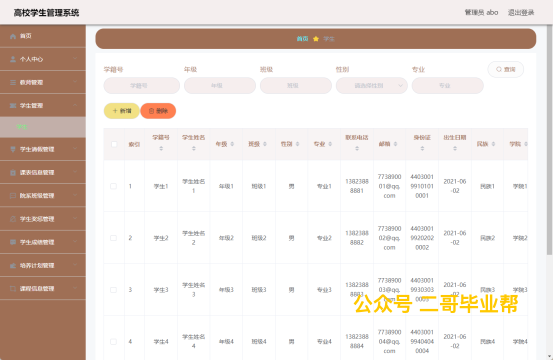 高校学生管理系统
管理员 abo 退出登录
首页
个人中心
教师管理
学生管理
学生
学生请假管理
课表信息管理
院系班级管理
学生奖惩管理
学生成绩管理
培养计划管理
课程信息管理
首页 ⭐ 学生
学籍号 年级 班级 性别 专业
学籍号 年级 班级 请选择性别 专业 查询
+ 新增 删除
索引 学籍号 学生姓名 年级 班级 性别 专业 联系电话 邮箱 身份证 出生日期 民族 学院
1 学生1 学生姓名1 年级1 班级1 男 专业1 13823888881 773890001@qq.com 440300199101010001 2021-06-02 民族1 学院1
2 学生2 学生姓名2 年级2 班级2 男 专业2 13823888882 773890002@qq.com 440300199202020002 2021-06-02 民族2 学院2
3 学生3 学生姓名3 年级3 班级3 男 专业3 13823888883 773890003@qq.com 440300199303030003 2021-06-02 民族3 学院3
4 学生4 学生姓名4 年级4 班级4 男 专业4 13823888884 773890004@qq.com 440300199404040004 2021-06-02 民族4 学院4
公众号 二哥毕业帮